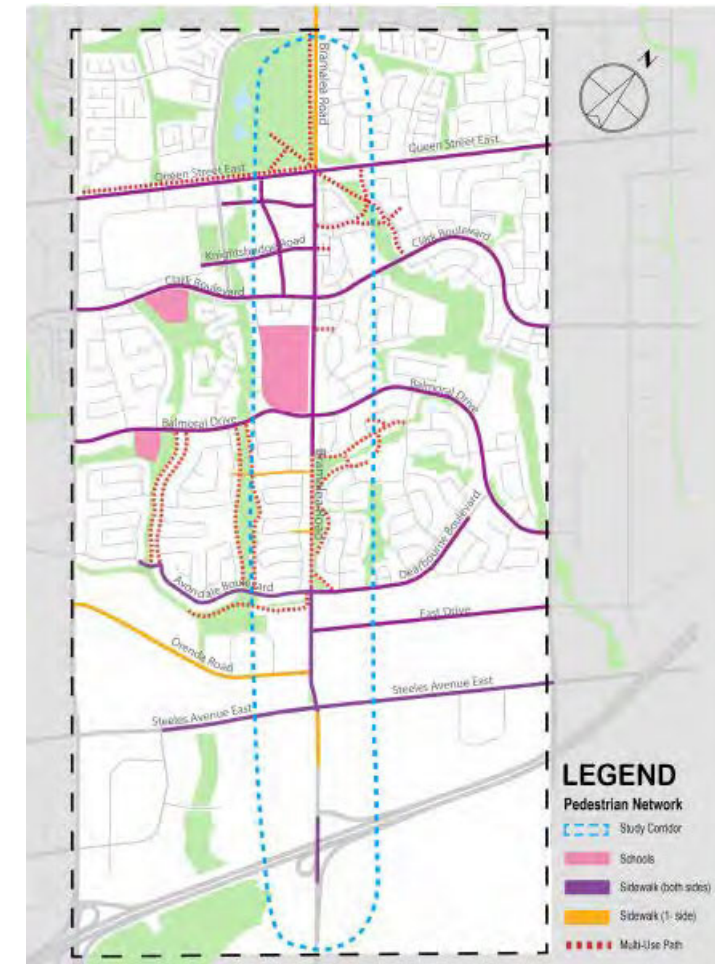 N
Bramalea Road
Queen Street East
Queen Street East
Knightsbridge Road
Clark Boulevard
Clark Boulevard
Balmoral Drive
Balmoral Drive
Bramalea Road
Dearbourne Boulevard
Avondale Boulevard
East Drive
Orenda Road
Steeles Avenue East
Steeles Avenue East
LEGEND
Pedestrian Network
Study Corridor
Schools
Sidewalk (both sides)
Sidewalk (1- side)
Multi-Use Path